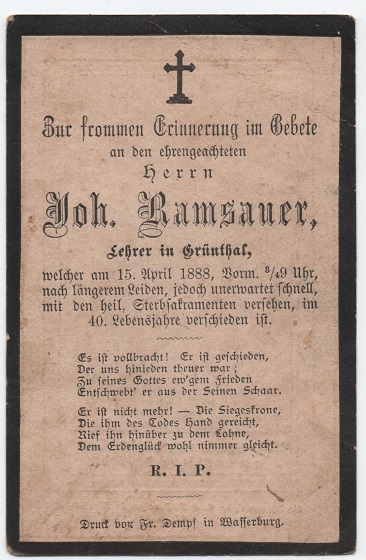 Zur frommen Erinnerung im Gebete
an den ehrengeachteten
Herrn
Joh. Ramsauer,
Lehrer in Grünthal,
welcher am 15. April 1888, Vorm. 3/49 Uhr,
nach längerem Leiden, jedoch unerwartet schnell,
mit den heil. Sterbsakramenten versehen, im
40. Lebensjahre verschieden ist.
Es ist vollbracht! Er ist geschieden,
Der uns hinieden theuer war;
Zu seines Gottes ew'gem Frieden
Entschwebt' er aus der Seinen Schaar.
Er ist nicht mehr! — Die Siegeskrone,
Die ihm des Todes Hand gereicht,
Rief ihn hinüber zu dem Lohne,
Dem Erdenglück wohl nimmer gleicht.
R. I. P.
Druck von Fr. Dempf in Wasserburg.